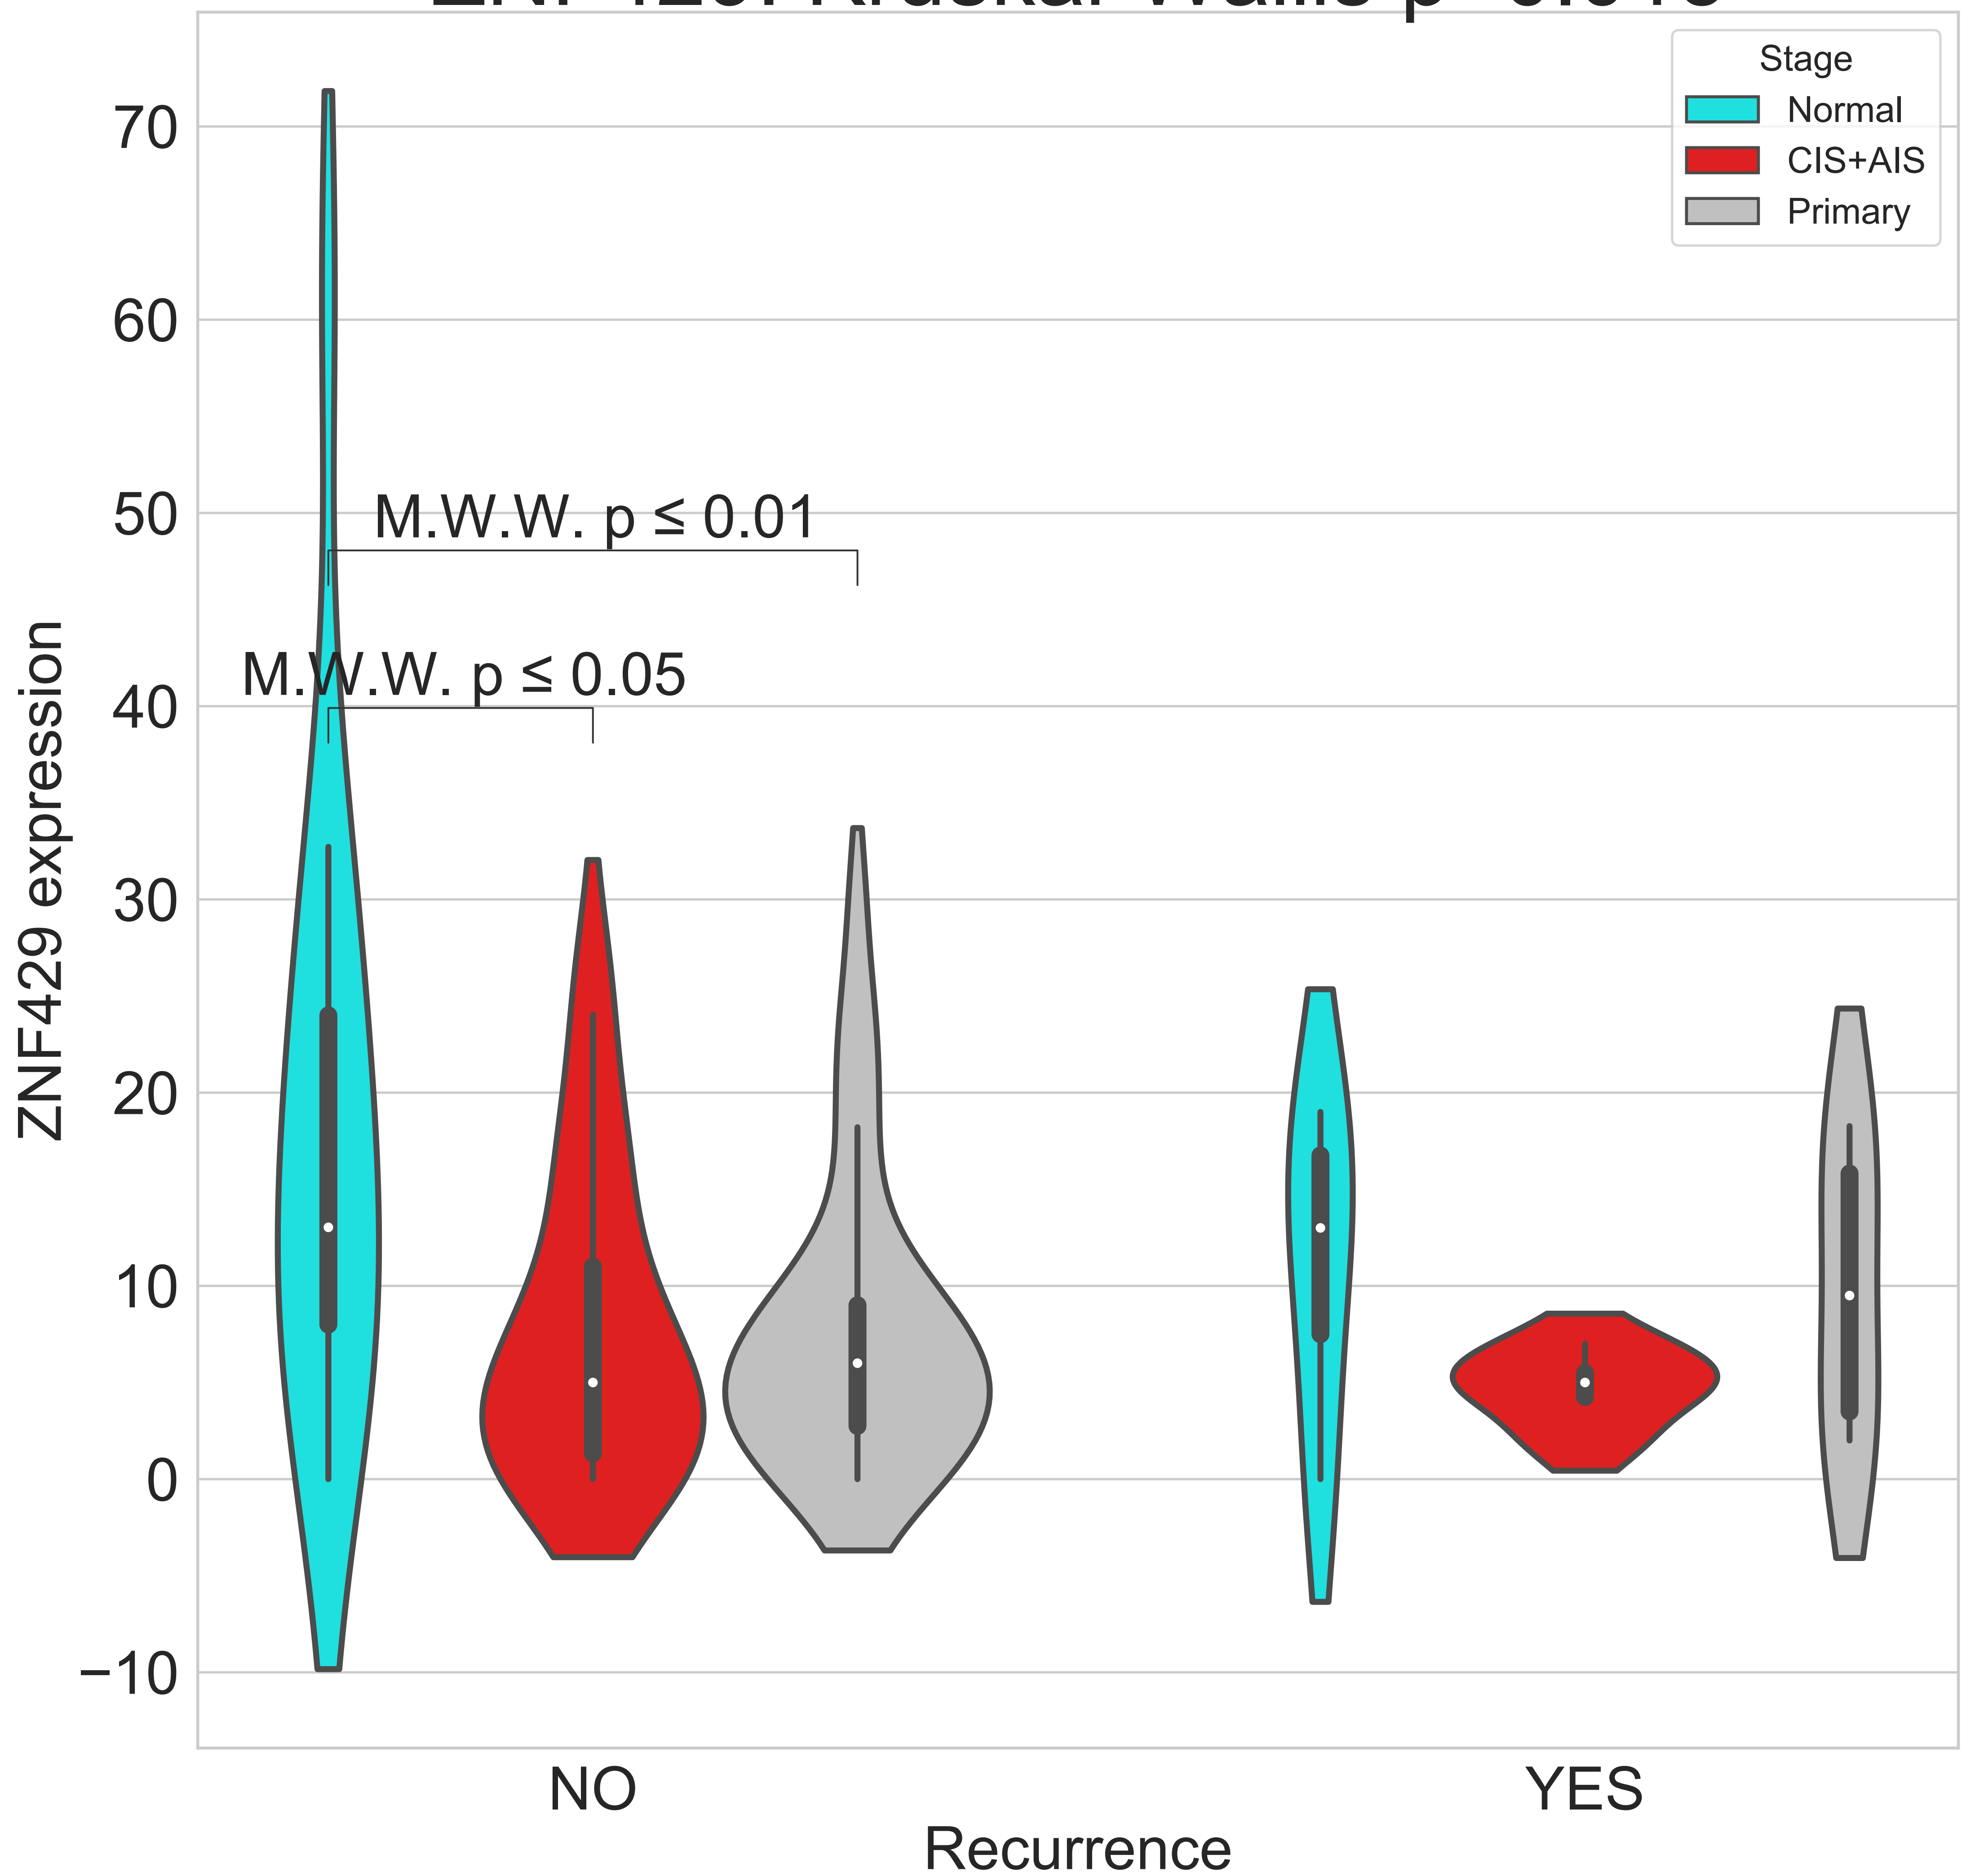 Stage
Normal
CIS+AIS
Primary
70
60
50
40
30
20
10
0
−10
ZNF429 expression
M.W.W. p ≤ 0.01
M.W.W. p ≤ 0.05
NO
YES
Recurrence